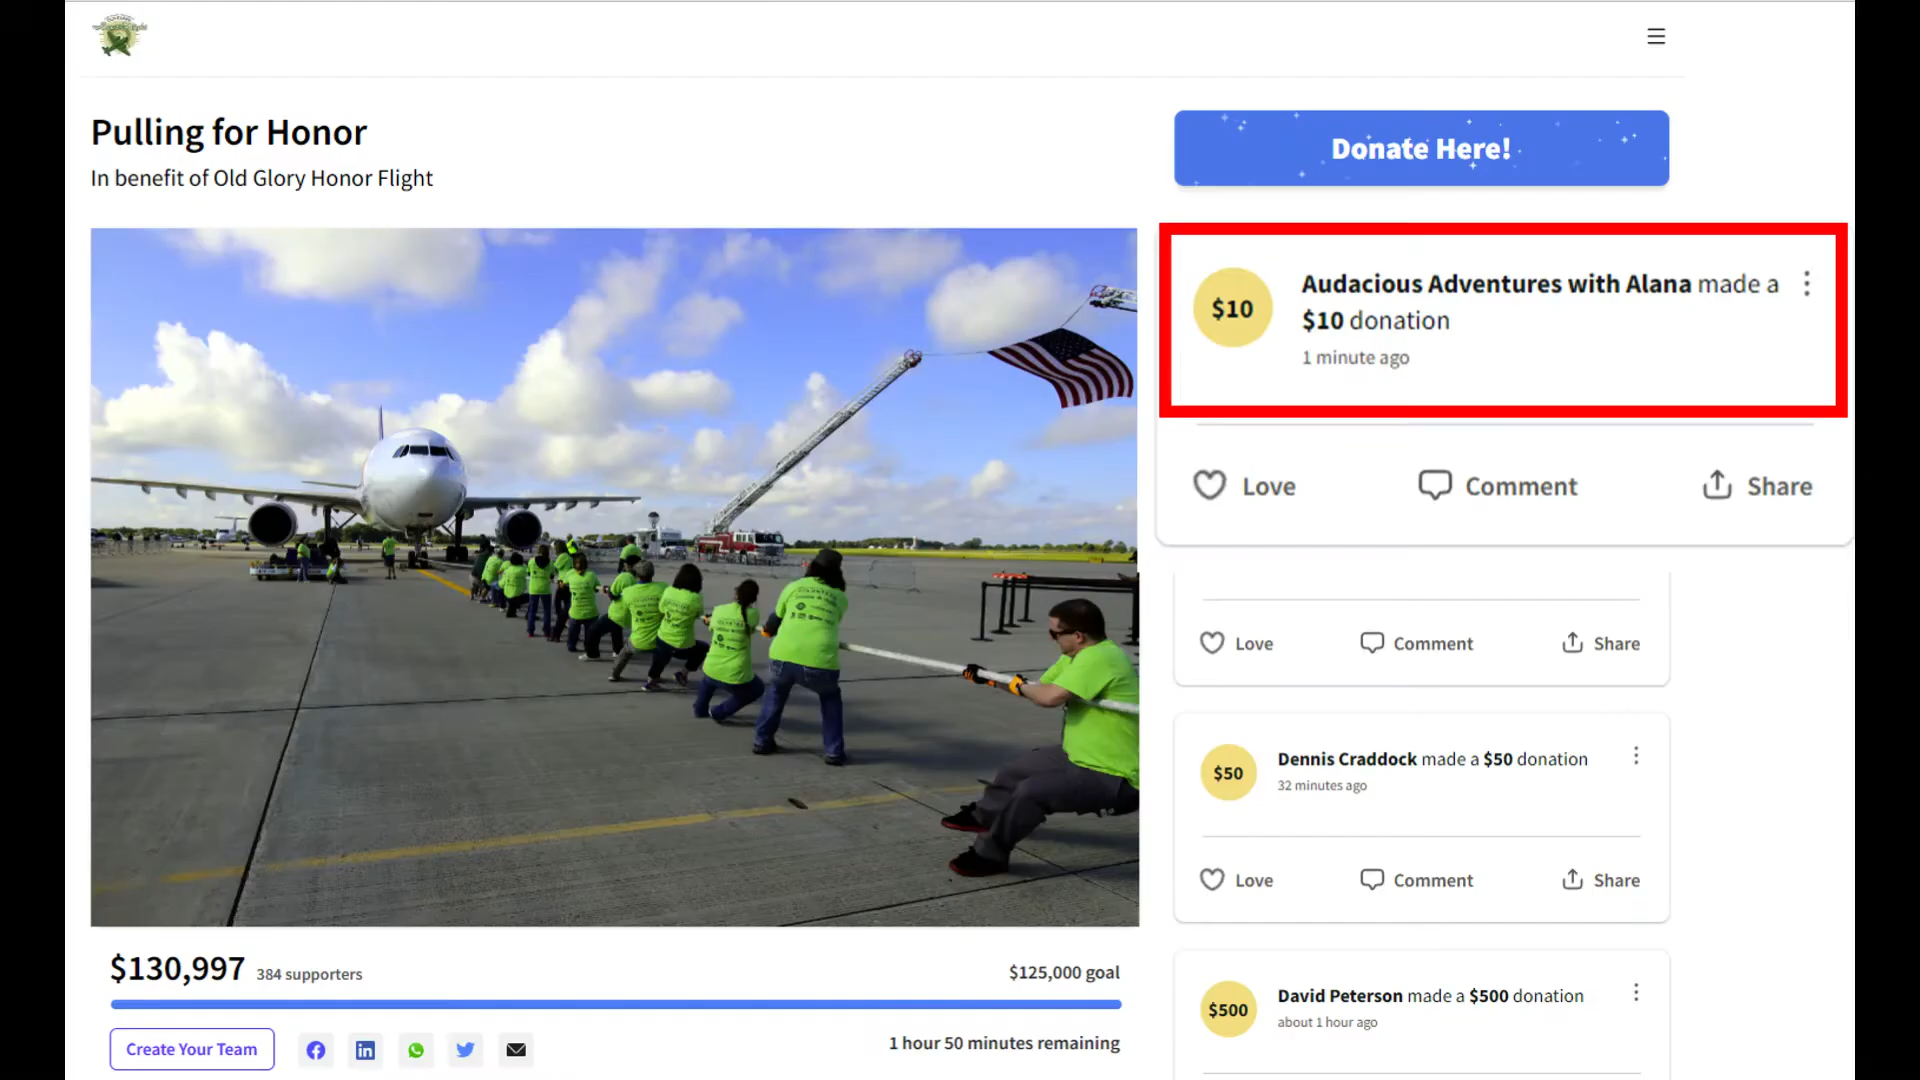 Pulling for Honor
In benefit of Old Glory Honor Flight
Donate Here!
$10
Audacious Adventures with Alana made a
$10 donation
1 minute ago
Love
Comment
Share
Love
Comment
Share
$50
Dennis Craddock made a $50 donation
32 minutes ago
Love
Comment
Share
$500
David Peterson made a $500 donation
about 1 hour ago
$130,997 384 supporters
$125,000 goal
Create Your Team
1 hour 50 minutes remaining